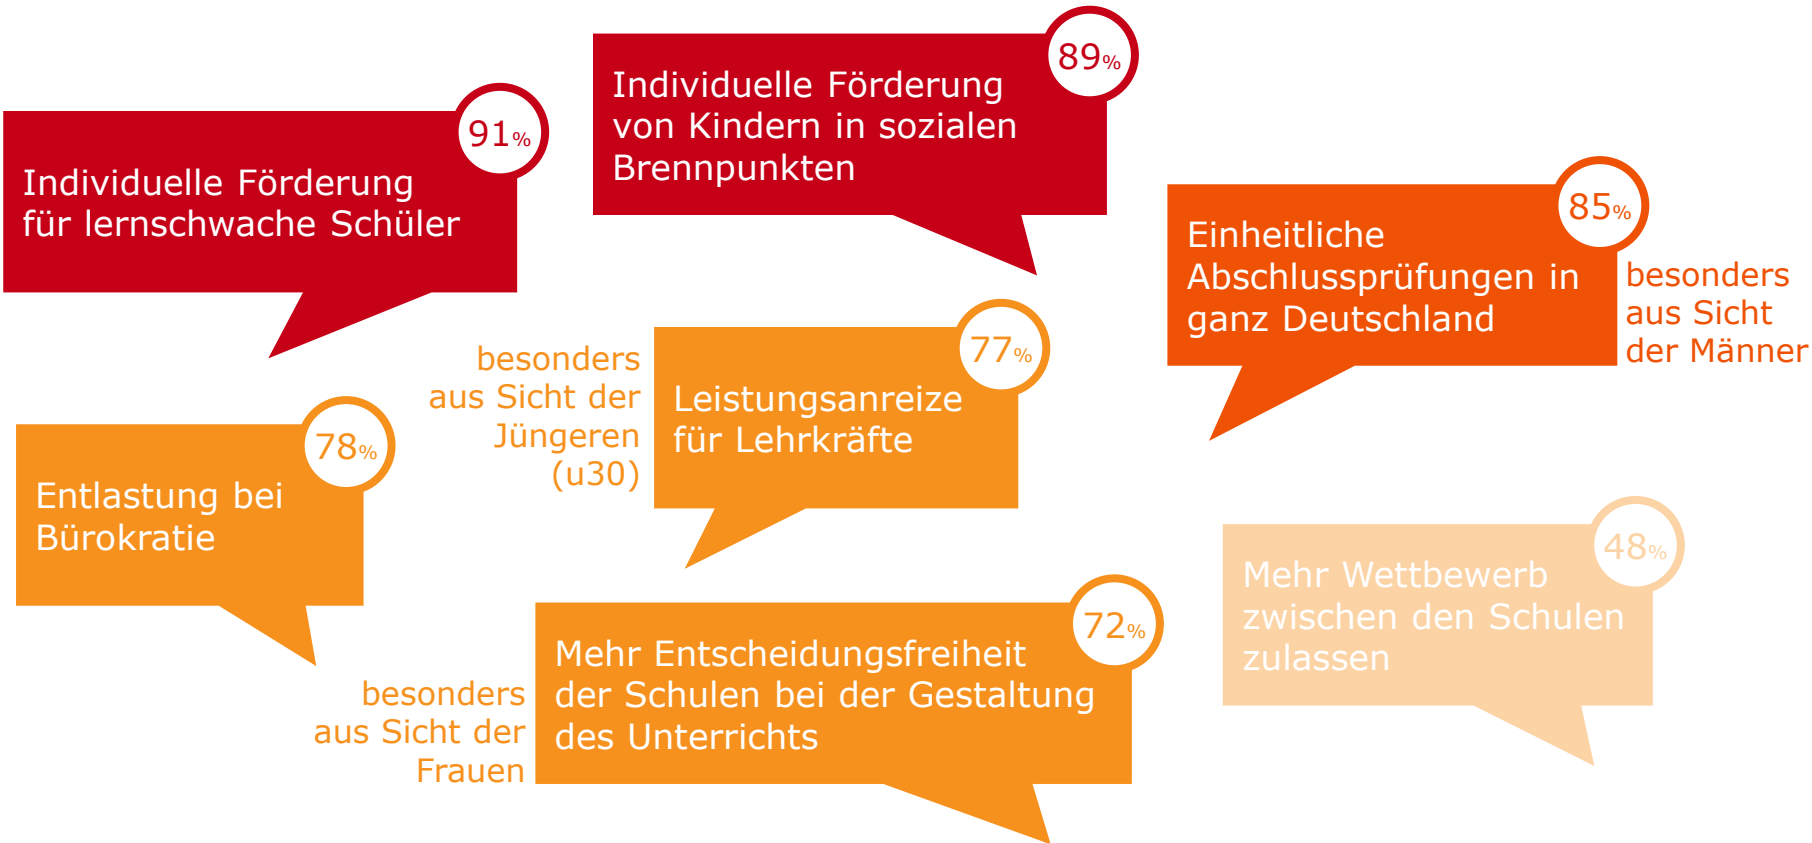 91%
Individuelle Förderung
für lernschwache Schüler
89%
Individuelle Förderung
von Kindern in sozialen
Brennpunkten
85%
Einheitliche
Abschlussprüfungen in
ganz Deutschland
besonders
aus Sicht
der Männer
78%
Entlastung bei
Bürokratie
besonders
aus Sicht der
Jüngeren
(u30)
77%
Leistungsanreize
für Lehrkräfte
besonders
aus Sicht der
Frauen
72%
Mehr Entscheidungsfreiheit
der Schulen bei der Gestaltung
des Unterrichts
48%
Mehr Wettbewerb
zwischen den Schulen
zulassen